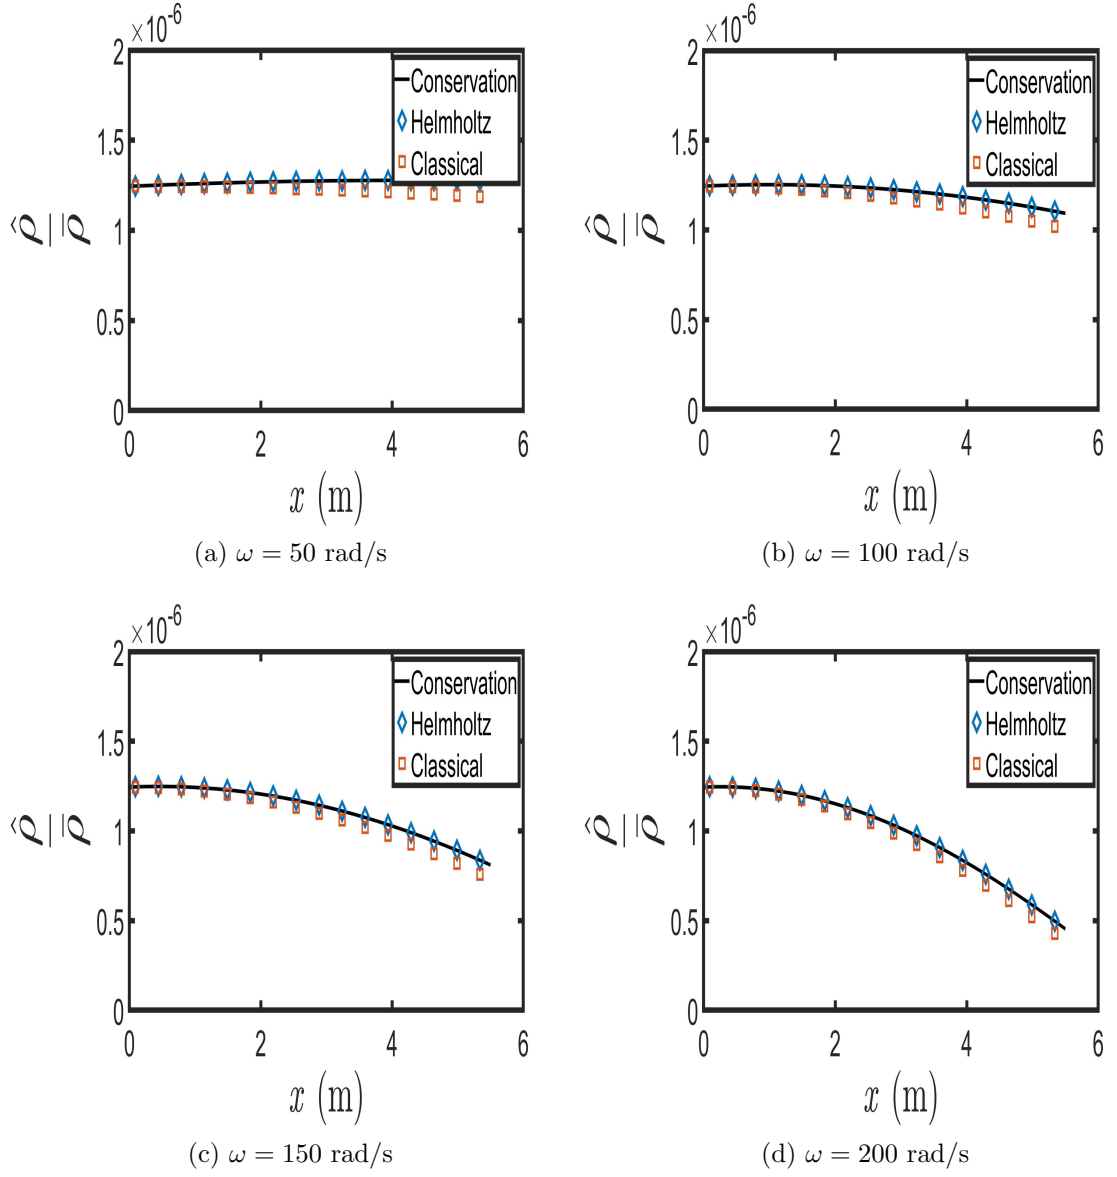 ×10-6
2
1.5
1
0.5
0
0 2 4 6
ρ̂
ρ̅
x (m)
Conservation
Helmholtz
Classical
(a) ω = 50 rad/s
×10-6
2
1.5
1
0.5
0
0 2 4 6
ρ̂
ρ̅
x (m)
Conservation
Helmholtz
Classical
(b) ω = 100 rad/s
×10-6
2
1.5
1
0.5
0
0 2 4 6
ρ̂
ρ̅
x (m)
Conservation
Helmholtz
Classical
(c) ω = 150 rad/s
×10-6
2
1.5
1
0.5
0
0 2 4 6
ρ̂
ρ̅
x (m)
Conservation
Helmholtz
Classical
(d) ω = 200 rad/s